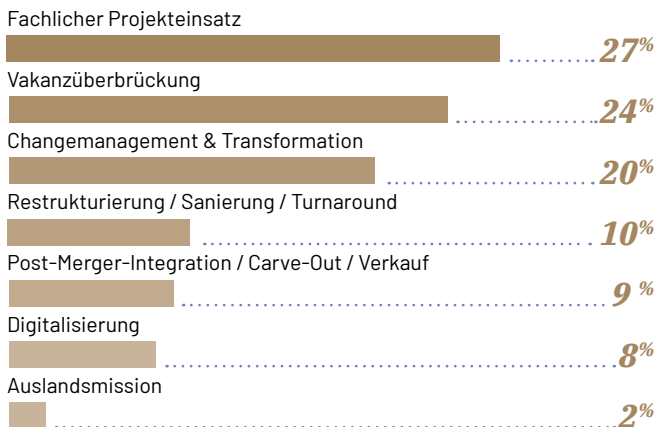 Fachlicher Projekteinsatz
27%
Vakanzüberbrückung
24%
Changemanagement & Transformation
20%
Restrukturierung / Sanierung / Turnaround
10%
Post-Merger-Integration / Carve-Out / Verkauf
9 %
Digitalisierung
8%
Auslandsmission
2%